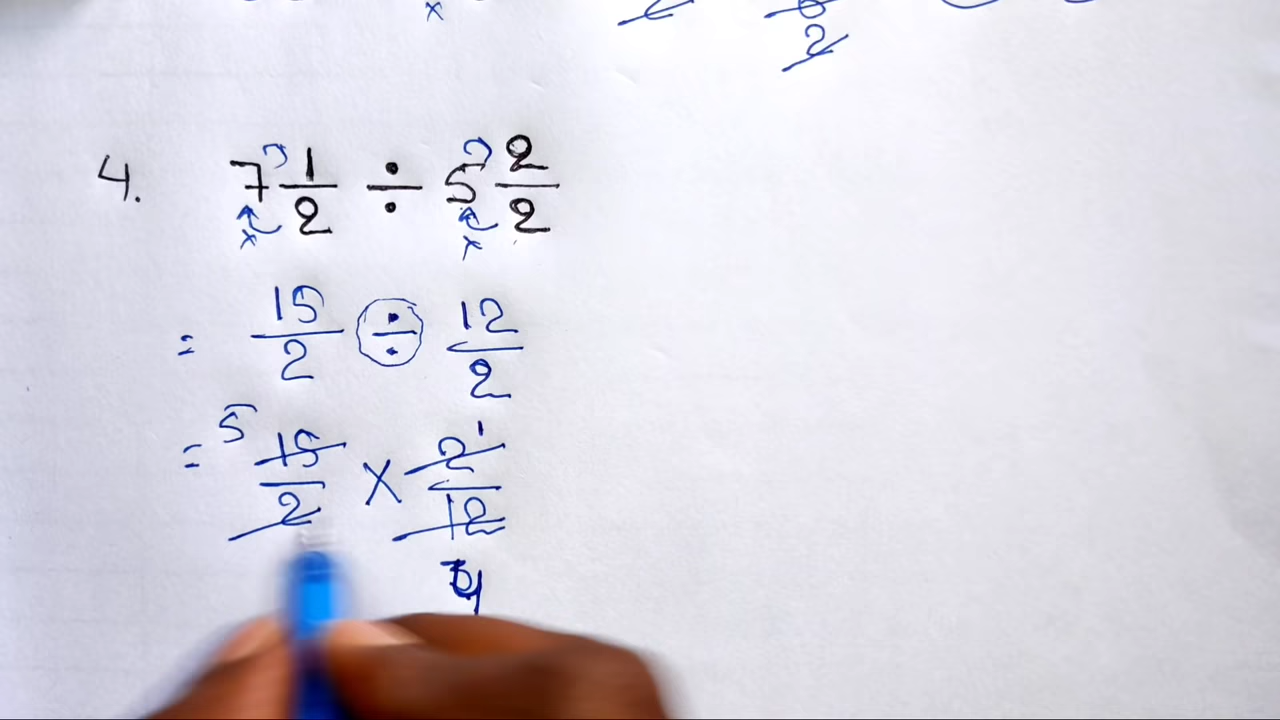 4. 7 1/2 ÷ 5 2/2
x x
= 15/2 ÷ 12/2
= 5 15/2 × 2 1/12
4